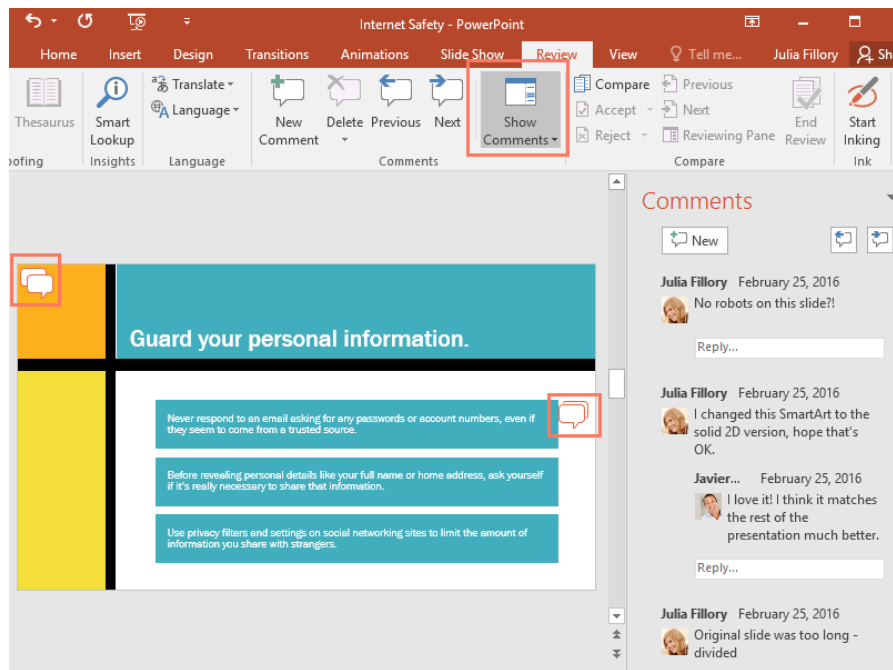 Internet Safety - PowerPoint
Home Insert Design Transitions Animations Slide Show Review View Tell me... Julia Fillory Sh
Thesaurus
Smart
Lookup
Translate
Language
New
Comment
Delete
Previous
Next
Show
Comments
Compare
Accept
Reject
Previous
Next
Reviewing Pane
End
Review
Start
Inking
ofing Insights Language Comments Compare Ink
Guard your personal information.
Never respond to an email asking for any passwords or account numbers, even if
they seem to come from a trusted source.
Before revealing personal details like your full name or home address, ask yourself
if it's really necessary to share that information.
Use privacy filters and settings on social networking sites to limit the amount of
information you share with strangers.
Comments
New
Julia Fillory February 25, 2016
No robots on this slide?!
Reply...
Julia Fillory February 25, 2016
I changed this SmartArt to the
solid 2D version, hope that's
OK.
Javier... February 25, 2016
I love it! I think it matches
the rest of the
presentation much better.
Reply...
Julia Fillory February 25, 2016
Original slide was too long -
divided